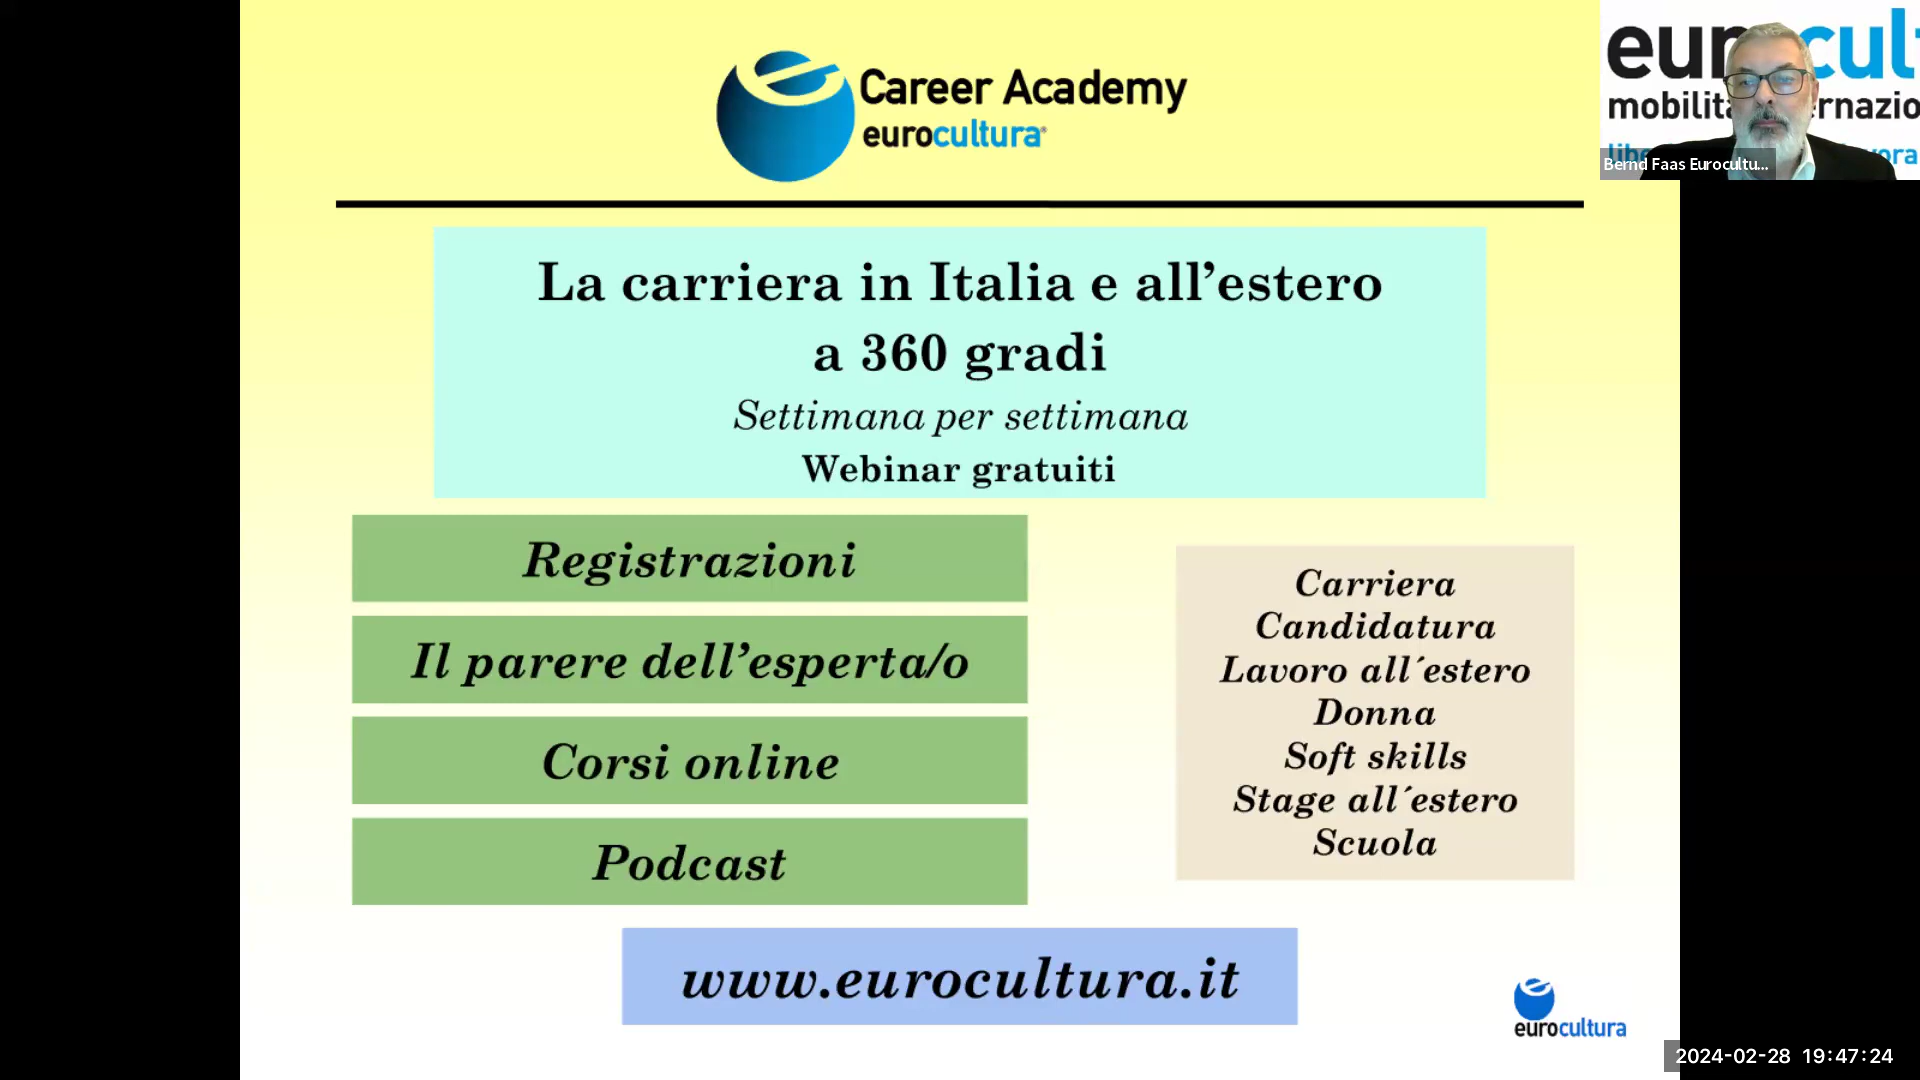 Career Academy
eurocultura
La carriera in Italia e all’estero
a 360 gradi
Settimana per settimana
Webinar gratuiti
Registrazioni
Il parere dell’esperta/o
Corsi online
Podcast
Carriera
Candidatura
Lavoro all´estero
Donna
Soft skills
Stage all´estero
Scuola
www.eurocultura.it
eurocultura
Bernd Faas Eurocultu...
2024-02-28 19:47:24